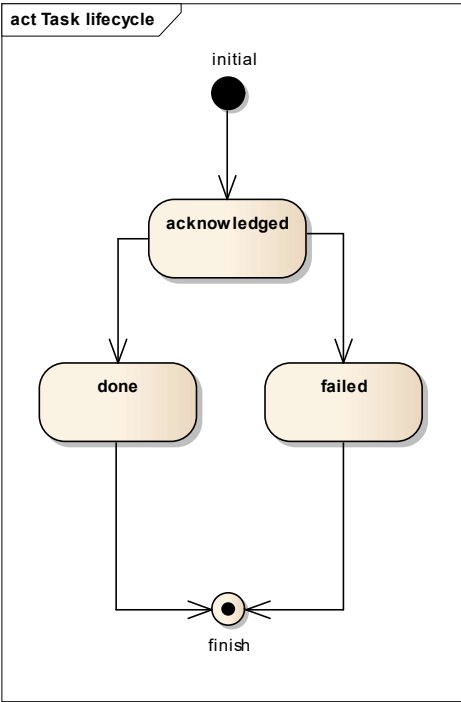 act Task lifecycle
initial
acknowledged
done
failed
finish